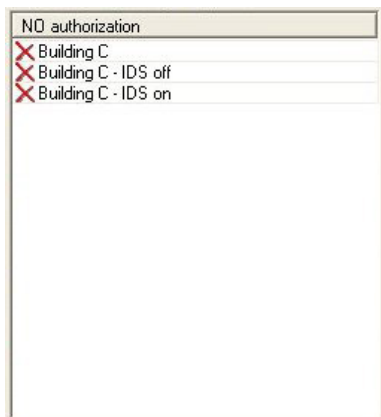 NO authorization
Building C
Building C - IDS off
Building C - IDS on